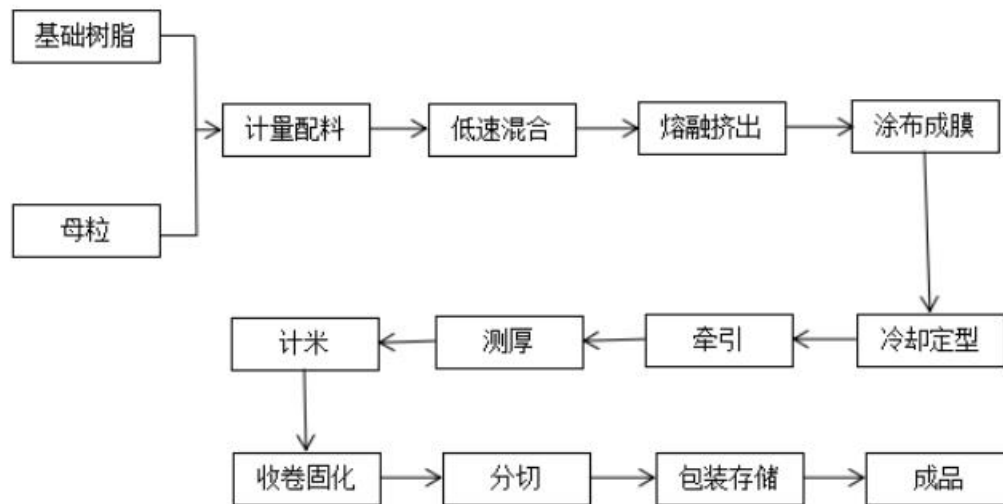 基础树脂
母粒
计量配料
低速混合
熔融挤出
涂布成膜
冷却定型
牵引
测厚
计米
收卷固化
分切
包装存储
成品